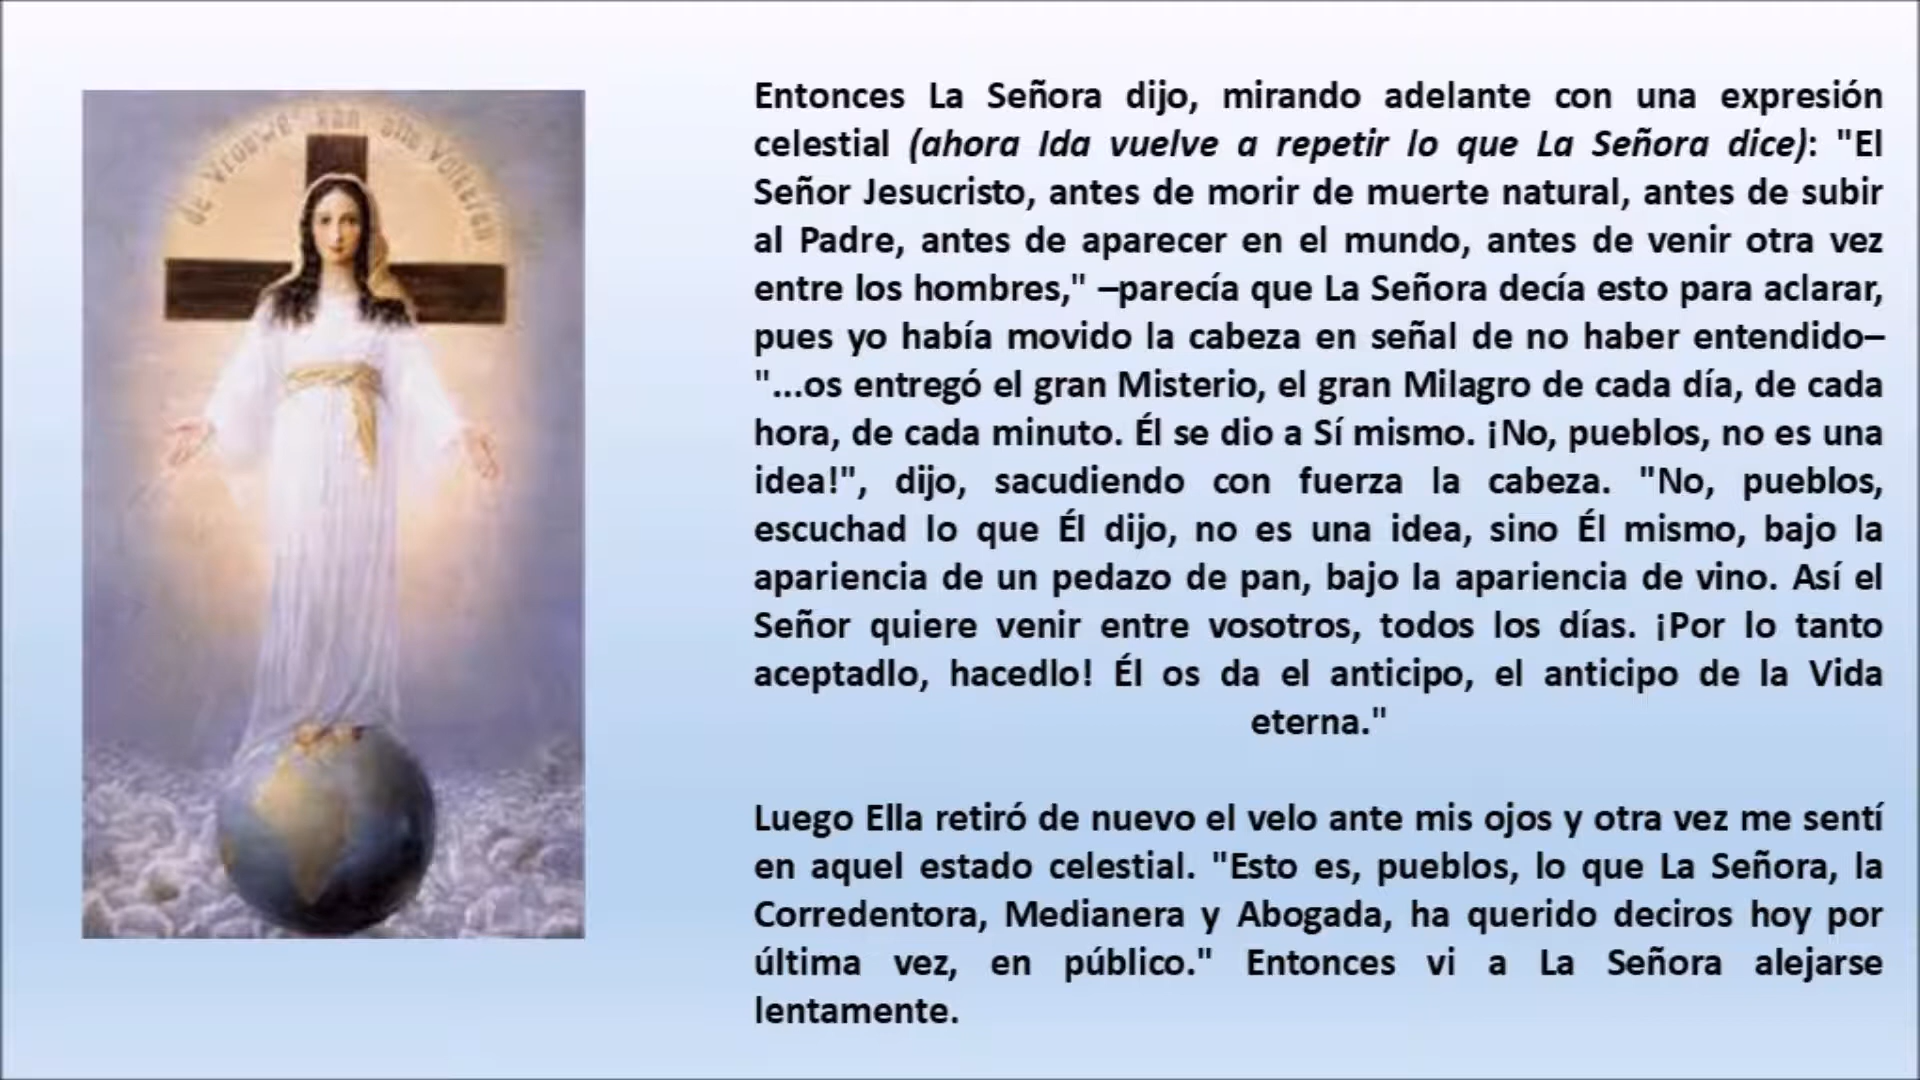 de Vrouwe van alle Volkeren
Entonces La Señora dijo, mirando adelante con una expresión
celestial (ahora Ida vuelve a repetir lo que La Señora dice): "El
Señor Jesucristo, antes de morir de muerte natural, antes de subir
al Padre, antes de aparecer en el mundo, antes de venir otra vez
entre los hombres," –parecía que La Señora decía esto para aclarar,
pues yo había movido la cabeza en señal de no haber entendido–
"...os entregó el gran Misterio, el gran Milagro de cada día, de cada
hora, de cada minuto. Él se dio a Sí mismo. ¡No, pueblos, no es una
idea!", dijo, sacudiendo con fuerza la cabeza. "No, pueblos,
escuchad lo que Él dijo, no es una idea, sino Él mismo, bajo la
apariencia de un pedazo de pan, bajo la apariencia de vino. Así el
Señor quiere venir entre vosotros, todos los días. ¡Por lo tanto
aceptadlo, hacedlo! Él os da el anticipo, el anticipo de la Vida
eterna."
Luego Ella retiró de nuevo el velo ante mis ojos y otra vez me sentí
en aquel estado celestial. "Esto es, pueblos, lo que La Señora, la
Corredentora, Medianera y Abogada, ha querido deciros hoy por
última vez, en público." Entonces vi a La Señora alejarse
lentamente.